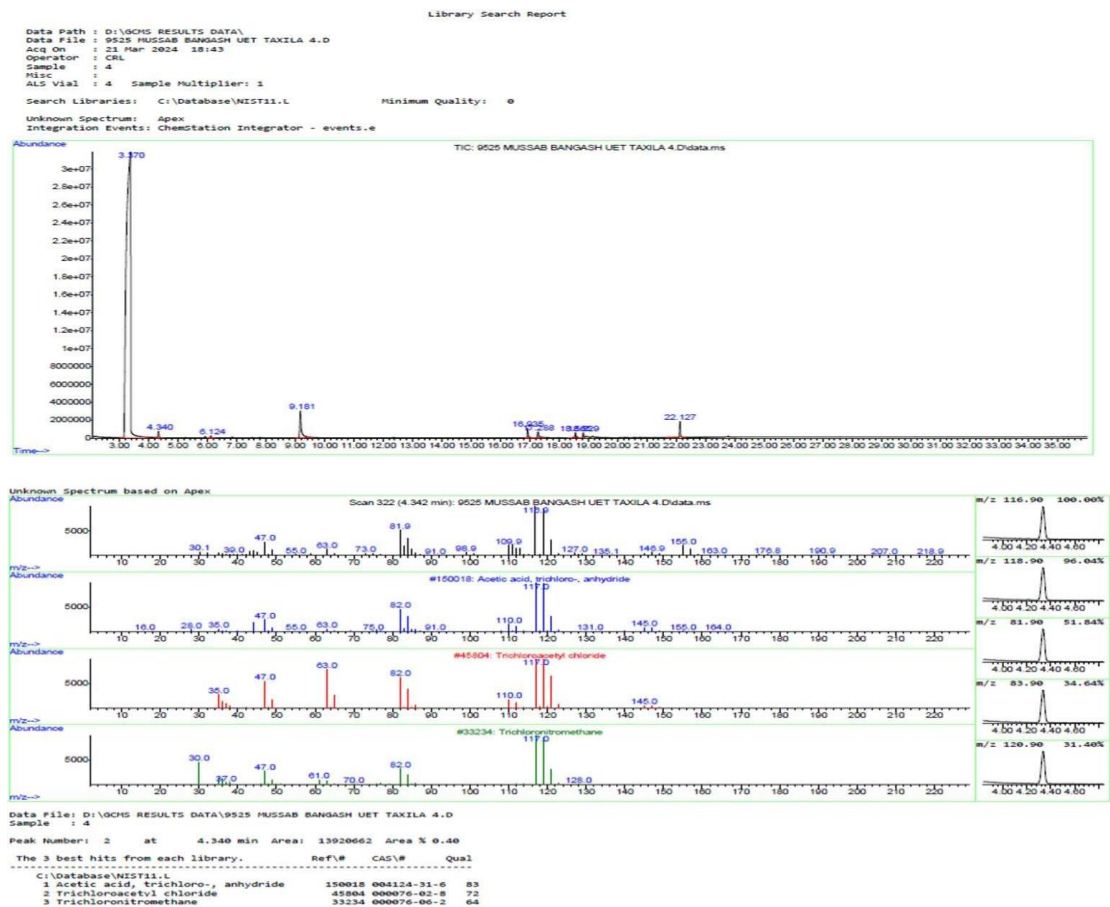 Library Search Report
Data Path : D:\GCMS RESULTS DATA\
Data File : 9525 MUSSAB BANGASH UET TAXILA 4.D
Acq On : 21 Mar 2024 18:43
Operator : CRL
Sample : 4
Misc :
ALS Vial : 4 Sample Multiplier: 1
Search Libraries: C:\Database\NIST11.L Minimum Quality: 0
Unknown Spectrum: Apex
Integration Events: ChemStation Integrator - events.e
Abundance
TIC: 9525 MUSSAB BANGASH UET TAXILA 4.D\data.ms
3.370
3e+07
2.8e+07
2.6e+07
2.4e+07
2.2e+07
2e+07
1.8e+07
1.6e+07
1.4e+07
1.2e+07
1e+07
8000000
6000000
4000000
2000000
0
4.340 6.124 9.181 16.935 22.127
3.00 4.00 5.00 6.00 7.00 8.00 9.00 10.00 11.00 12.00 13.00 14.00 15.00 16.00 17.00 18.00 19.00 20.00 21.00 22.00 23.00 24.00 25.00 26.00 27.00 28.00 29.00 30.00 31.00 32.00 33.00 34.00 35.00
Time-->
Unknown Spectrum based on Apex
Abundance
Scan 322 (4.342 min): 9525 MUSSAB BANGASH UET TAXILA 4.D\data.ms
116.9
5000
30.1 39.0 47.0 55.0 63.0 73.0 81.9 91.0 98.9 109.9 127.0 135.1 146.9 155.0 163.0 176.8 190.9 207.0 218.9
10 20 30 40 50 60 70 80 90 100 110 120 130 140 150 160 170 180 190 200 210 220
m/z-->
Abundance
#150018: Acetic acid, trichloro-, anhydride
117.0
5000
16.0 28.0 35.0 47.0 55.0 63.0 75.0 82.0 91.0 110.0 131.0 145.0 155.0 164.0
10 20 30 40 50 60 70 80 90 100 110 120 130 140 150 160 170 180 190 200 210 220
m/z-->
Abundance
#45804: Trichloroacetyl chloride
117.0
5000
35.0 47.0 63.0 82.0 110.0 145.0
10 20 30 40 50 60 70 80 90 100 110 120 130 140 150 160 170 180 190 200 210 220
m/z-->
Abundance
#33234: Trichloronitromethane
117.0
5000
30.0 37.0 47.0 61.0 70.0 82.0 128.0
10 20 30 40 50 60 70 80 90 100 110 120 130 140 150 160 170 180 190 200 210 220
m/z-->
m/z 116.90 100.00%
4.00 4.20 4.40 4.60
m/z 118.90 96.04%
4.00 4.20 4.40 4.60
m/z 81.90 51.84%
4.00 4.20 4.40 4.60
m/z 83.90 34.64%
4.00 4.20 4.40 4.60
m/z 120.90 31.40%
4.00 4.20 4.40 4.60
Data File: D:\GCMS RESULTS DATA\9525 MUSSAB BANGASH UET TAXILA 4.D
Sample : 4
Peak Number: 2 at 4.340 min Area: 13920662 Area % 0.40
The 3 best hits from each library. Ref\# CAS\# Qual
C:\Database\NIST11.L
1 Acetic acid, trichloro-, anhydride 150018 004124-31-6 83
2 Trichloroacetyl chloride 45804 000076-02-8 72
3 Trichloronitromethane 33234 000076-06-2 64